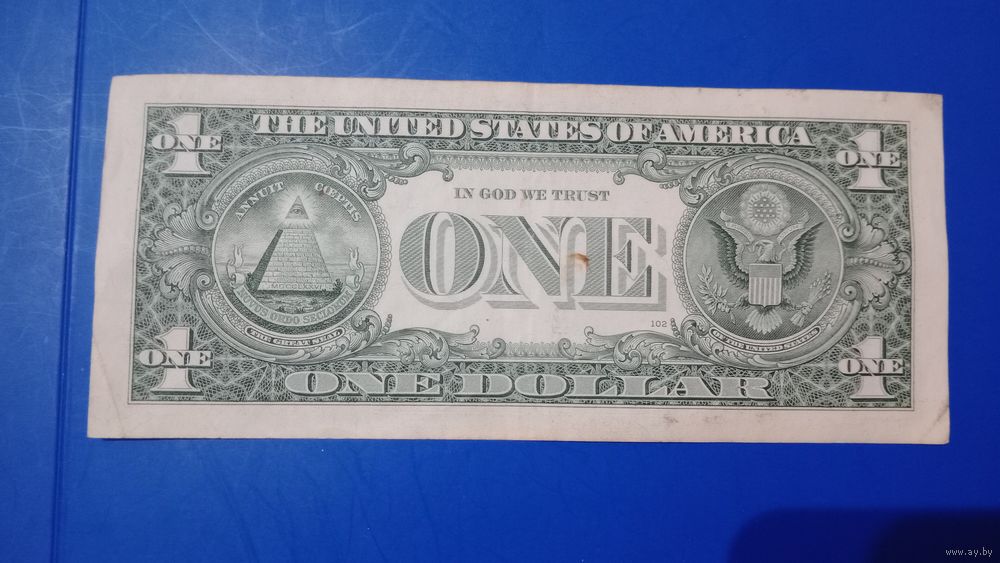 THE UNITED STATES OF AMERICA
1
ONE
1
ONE
ANNUIT CŒPTIS
IN GOD WE TRUST
ONE
MDCCLXXVI
NOVUS ORDO SECLORUM
THE GREAT SEAL
102
OF THE UNITED STATES
1
ONE
1
ONE
ONE DOLLAR
www.ay.by